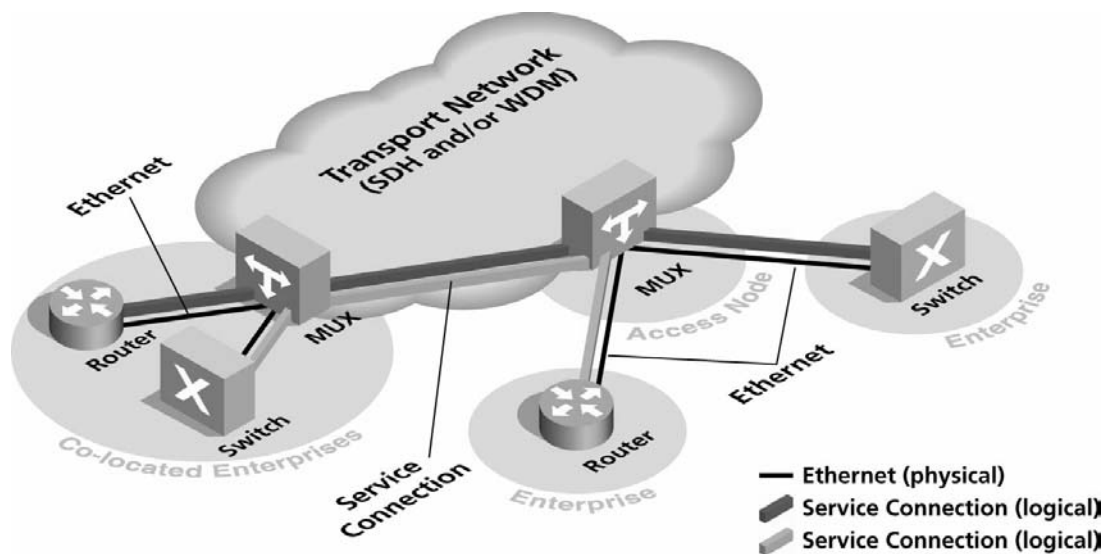 Transport Network
(SDH and/or WDM)
Ethernet
Router
MUX
Switch
Co-located Enterprises
Service
Connection
MUX
Access Node
Switch
Enterprise
Ethernet
Router
Enterprise
Ethernet (physical)
Service Connection (logical)
Service Connection (logical)